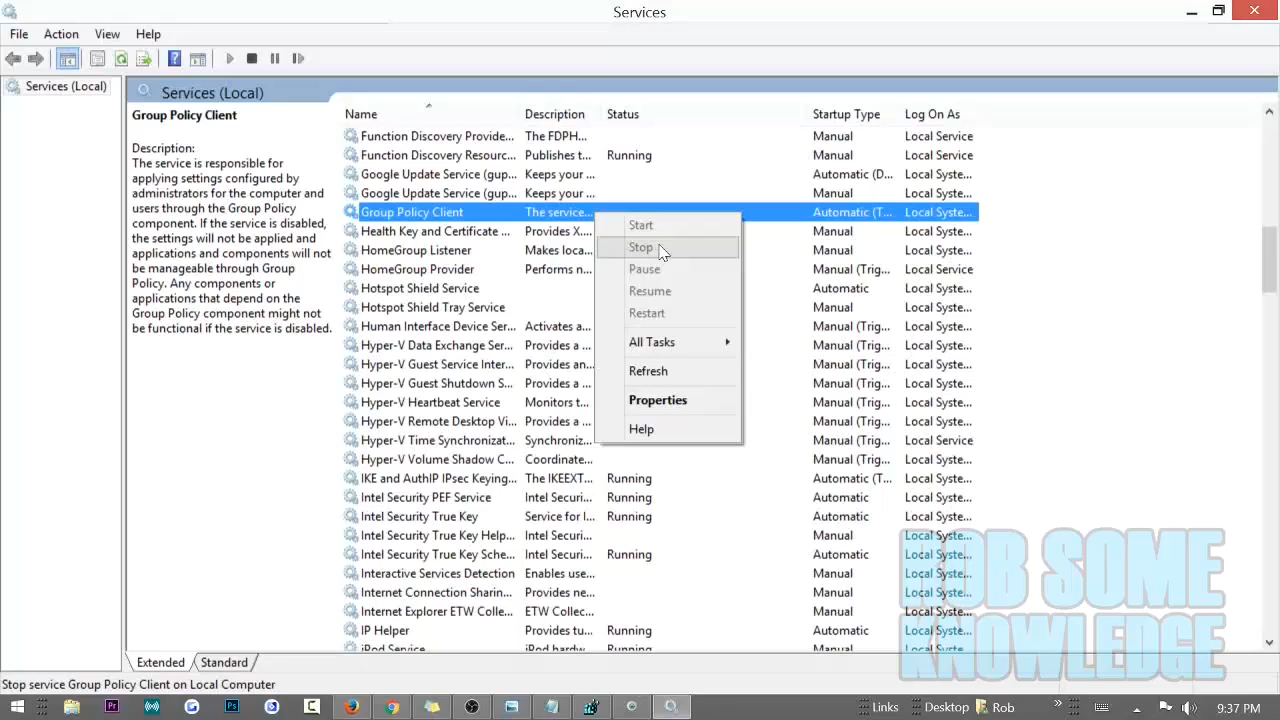 Services
File Action View Help
Services (Local)
Services (Local)
Group Policy Client
Description:
The service is responsible for
applying settings configured by
administrators for the computer and
users through the Group Policy
component. If the service is disabled,
the settings will not be applied and
applications and components will not
be manageable through Group
Policy. Any components or
applications that depend on the
Group Policy component might not
be functional if the service is disabled.
Name Description Status Startup Type Log On As
Function Discovery Provide... The FDPH... Manual Local Service
Function Discovery Resourc... Publishes t... Running Manual Local Service
Google Update Service (gup... Keeps your ... Automatic (D... Local Syste...
Google Update Service (gup... Keeps your ... Manual Local Syste...
Group Policy Client The service... Automatic (T... Local Syste...
Health Key and Certificate ... Provides X.... Manual Local Syste...
HomeGroup Listener Makes loca... Manual Local Syste...
HomeGroup Provider Performs n... Manual (Trig... Local Service
Hotspot Shield Service Automatic Local Syste...
Hotspot Shield Tray Service Manual Local Syste...
Human Interface Device Ser... Activates a... Manual (Trig... Local Syste...
Hyper-V Data Exchange Ser... Provides a ... Manual (Trig... Local Syste...
Hyper-V Guest Service Inter... Provides an... Manual (Trig... Local Syste...
Hyper-V Guest Shutdown S... Provides a ... Manual (Trig... Local Syste...
Hyper-V Heartbeat Service Monitors t... Manual (Trig... Local Syste...
Hyper-V Remote Desktop Vi... Provides a ... Manual (Trig... Local Syste...
Hyper-V Time Synchronizat... Synchroniz... Manual (Trig... Local Service
Hyper-V Volume Shadow C... Coordinate... Manual (Trig... Local Syste...
IKE and AuthIP IPsec Keying... The IKEEXT... Running Automatic (T... Local Syste...
Intel Security PEF Service Intel Securi... Running Automatic Local Syste...
Intel Security True Key Service for I... Running Automatic Local Syste...
Intel Security True Key Help... Intel Securi... Manual Local Syste...
Intel Security True Key Sche... Intel Securi... Running Automatic Local Syste...
Interactive Services Detection Enables use... Manual Local Syste...
Internet Connection Sharin... Provides ne... Manual Local Syste...
Internet Explorer ETW Colle... ETW Collec... Manual Local Syste...
IP Helper Provides tu... Running Automatic Local Syste...
iPod Service iPod hardw... Manual Local Syste...
Start
Stop
Pause
Resume
Restart
All Tasks
Refresh
Properties
Help
ROB SOME
KNOWLEDGE
Extended Standard
Stop service Group Policy Client on Local Computer
Pr Ps Links Desktop Rob 9:37 PM